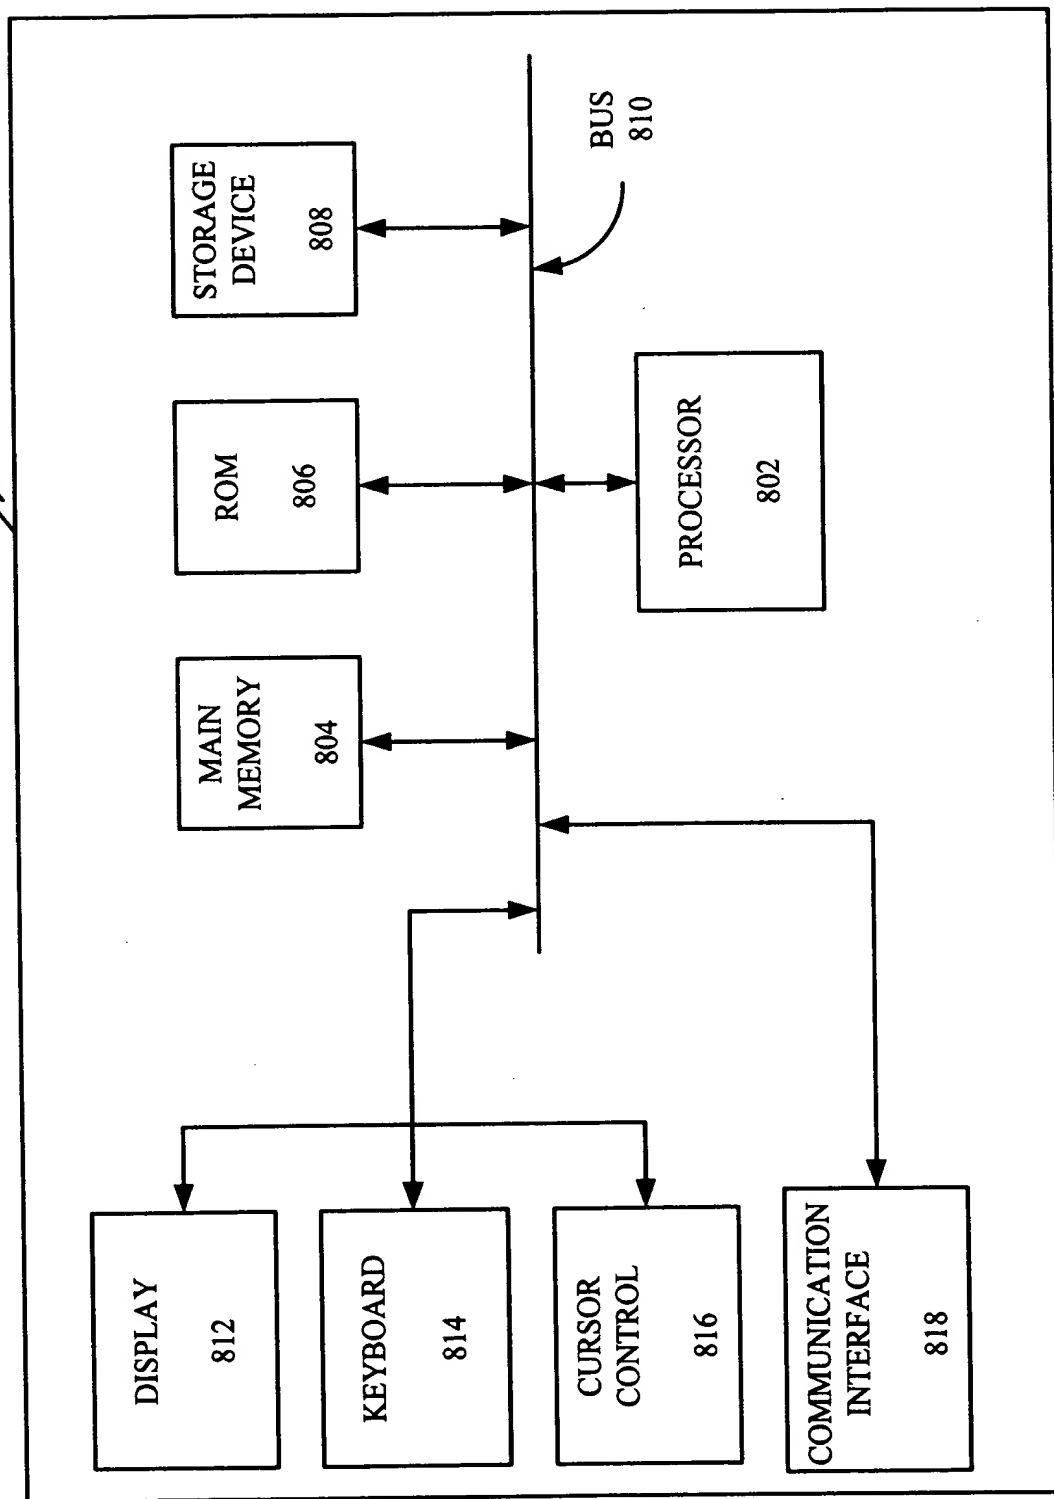 DISPLAY
812
KEYBOARD
814
CURSOR
CONTROL
816
COMMUNICATION
INTERFACE
818
MAIN
MEMORY
804
ROM
806
STORAGE
DEVICE
808
BUS
810
PROCESSOR
802